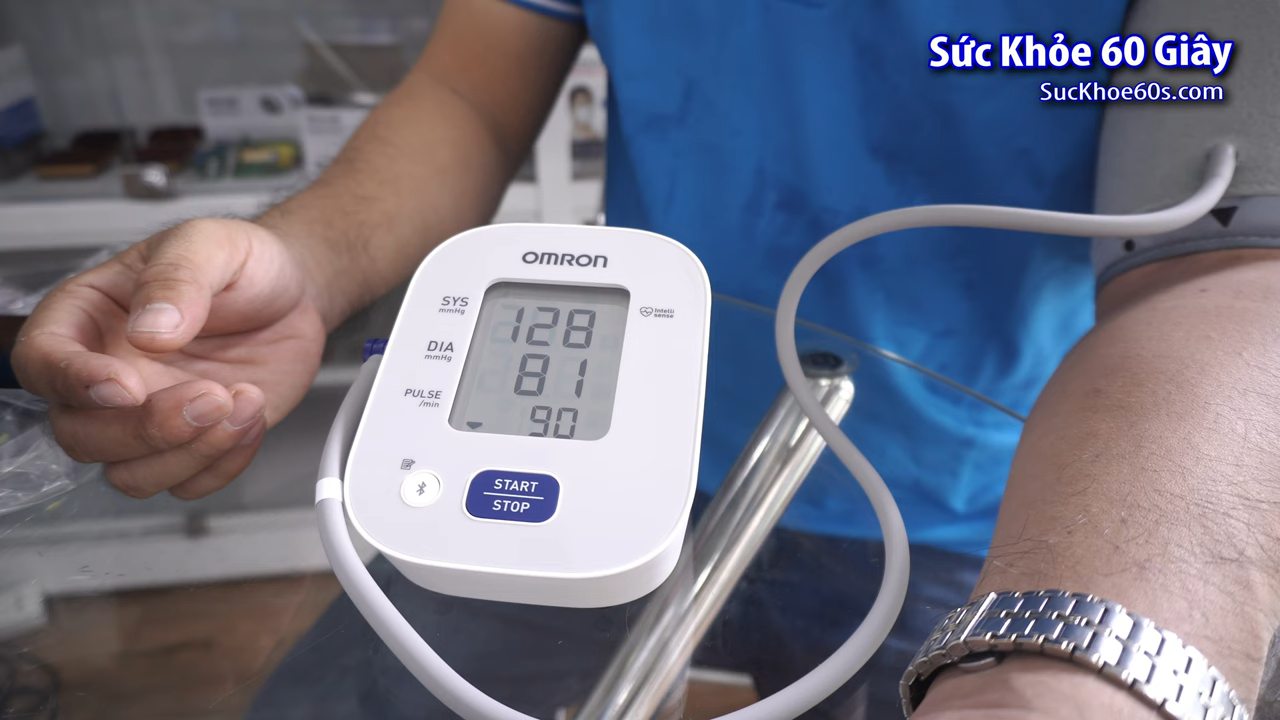 Sức Khỏe 60 Giây
SucKhoe60s.com
OMRON
SYS
mmHg
128
Intelli
sense
DIA
mmHg
81
PULSE
/min
90
START
STOP